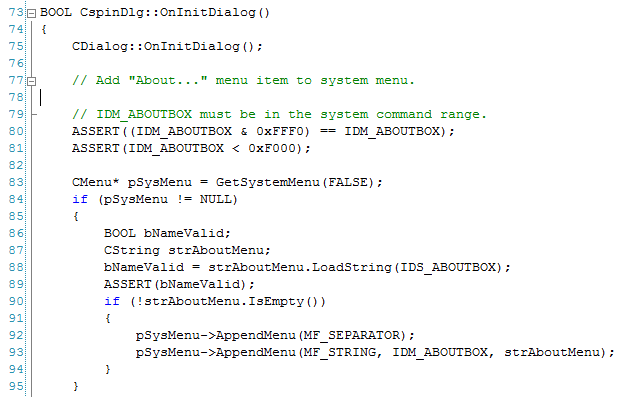 73 BOOL CspinDlg::OnInitDialog()
74 {
75     CDialog::OnInitDialog();
76
77     // Add "About..." menu item to system menu.
78
79     // IDM_ABOUTBOX must be in the system command range.
80     ASSERT((IDM_ABOUTBOX & 0xFFF0) == IDM_ABOUTBOX);
81     ASSERT(IDM_ABOUTBOX < 0xF000);
82
83     CMenu* pSysMenu = GetSystemMenu(FALSE);
84     if (pSysMenu != NULL)
85     {
86         BOOL bNameValid;
87         CString strAboutMenu;
88         bNameValid = strAboutMenu.LoadString(IDS_ABOUTBOX);
89         ASSERT(bNameValid);
90         if (!strAboutMenu.IsEmpty())
91         {
92             pSysMenu->AppendMenu(MF_SEPARATOR);
93             pSysMenu->AppendMenu(MF_STRING, IDM_ABOUTBOX, strAboutMenu);
94         }
95     }